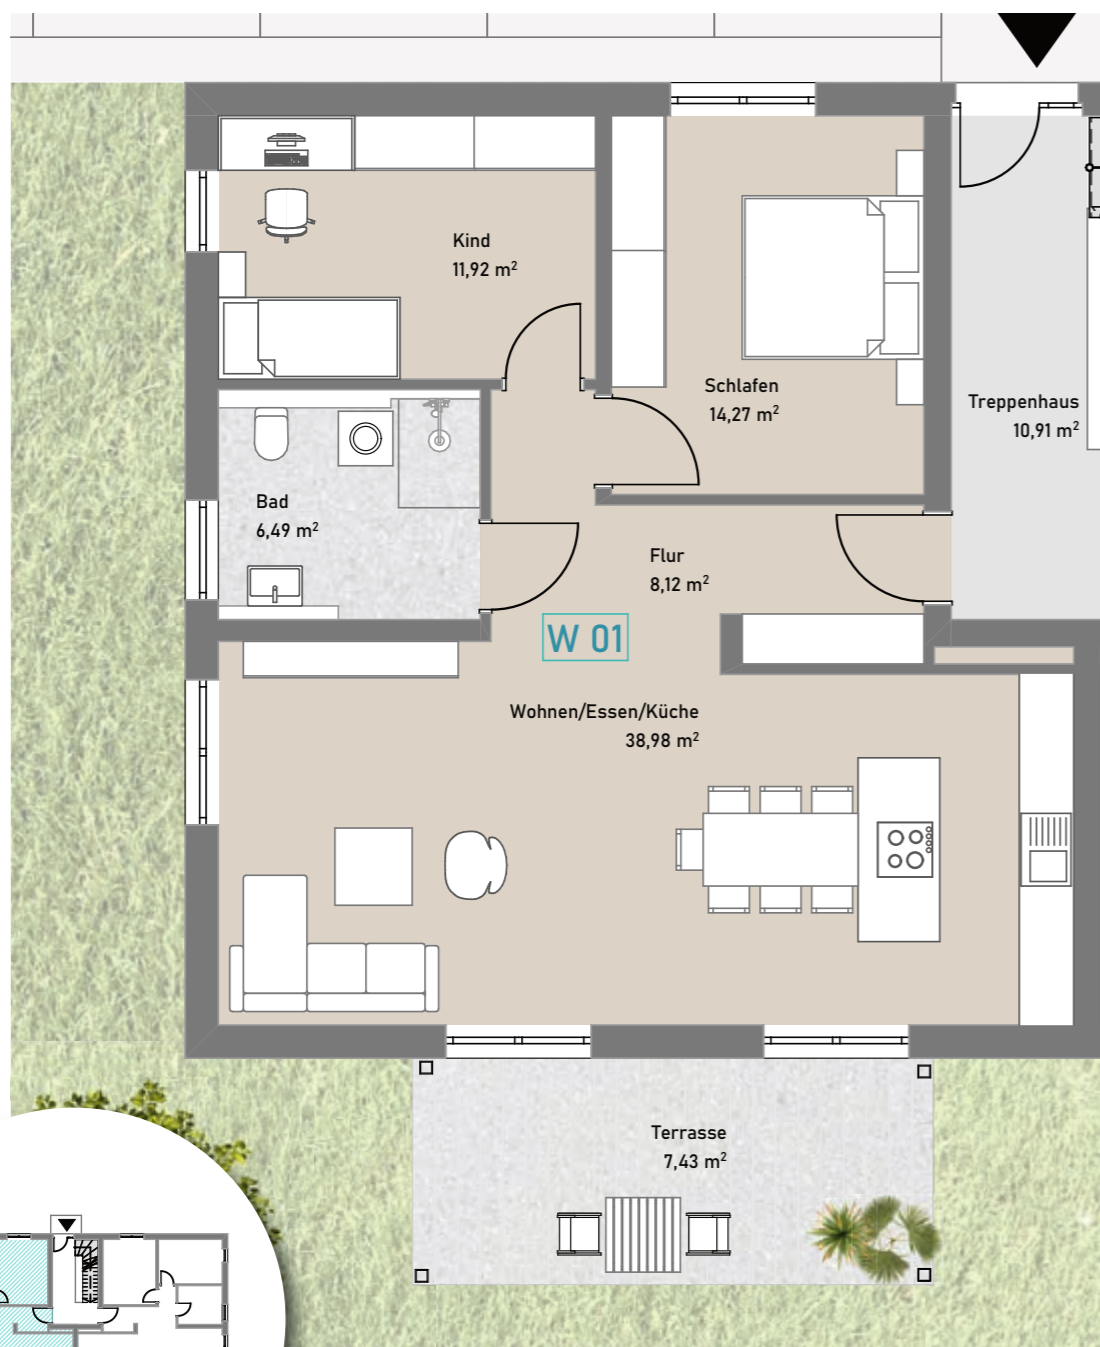 Kind
11,92 m²
Schlafen
14,27 m²
Treppenhaus
10,91 m²
Bad
6,49 m²
Flur
8,12 m²
W 01
Wohnen/Essen/Küche
38,98 m²
Terrasse
7,43 m²